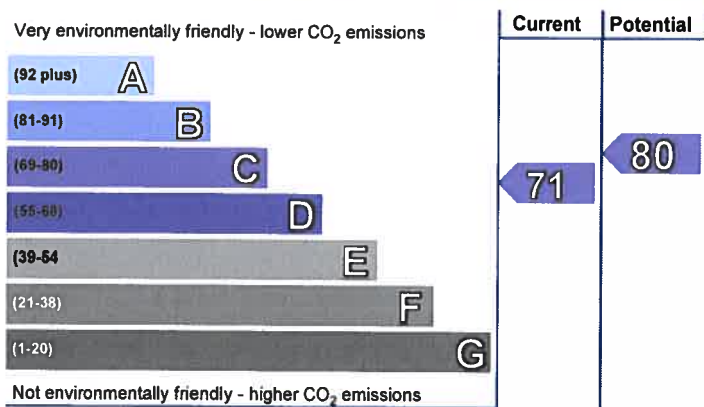 Very environmentally friendly - lower CO₂ emissions
Current
Potential
(92 plus) A
(81-91) B
(69-80) C
(55-68) D
(39-54 E
(21-38) F
(1-20) G
71
80
Not environmentally friendly - higher CO₂ emissions